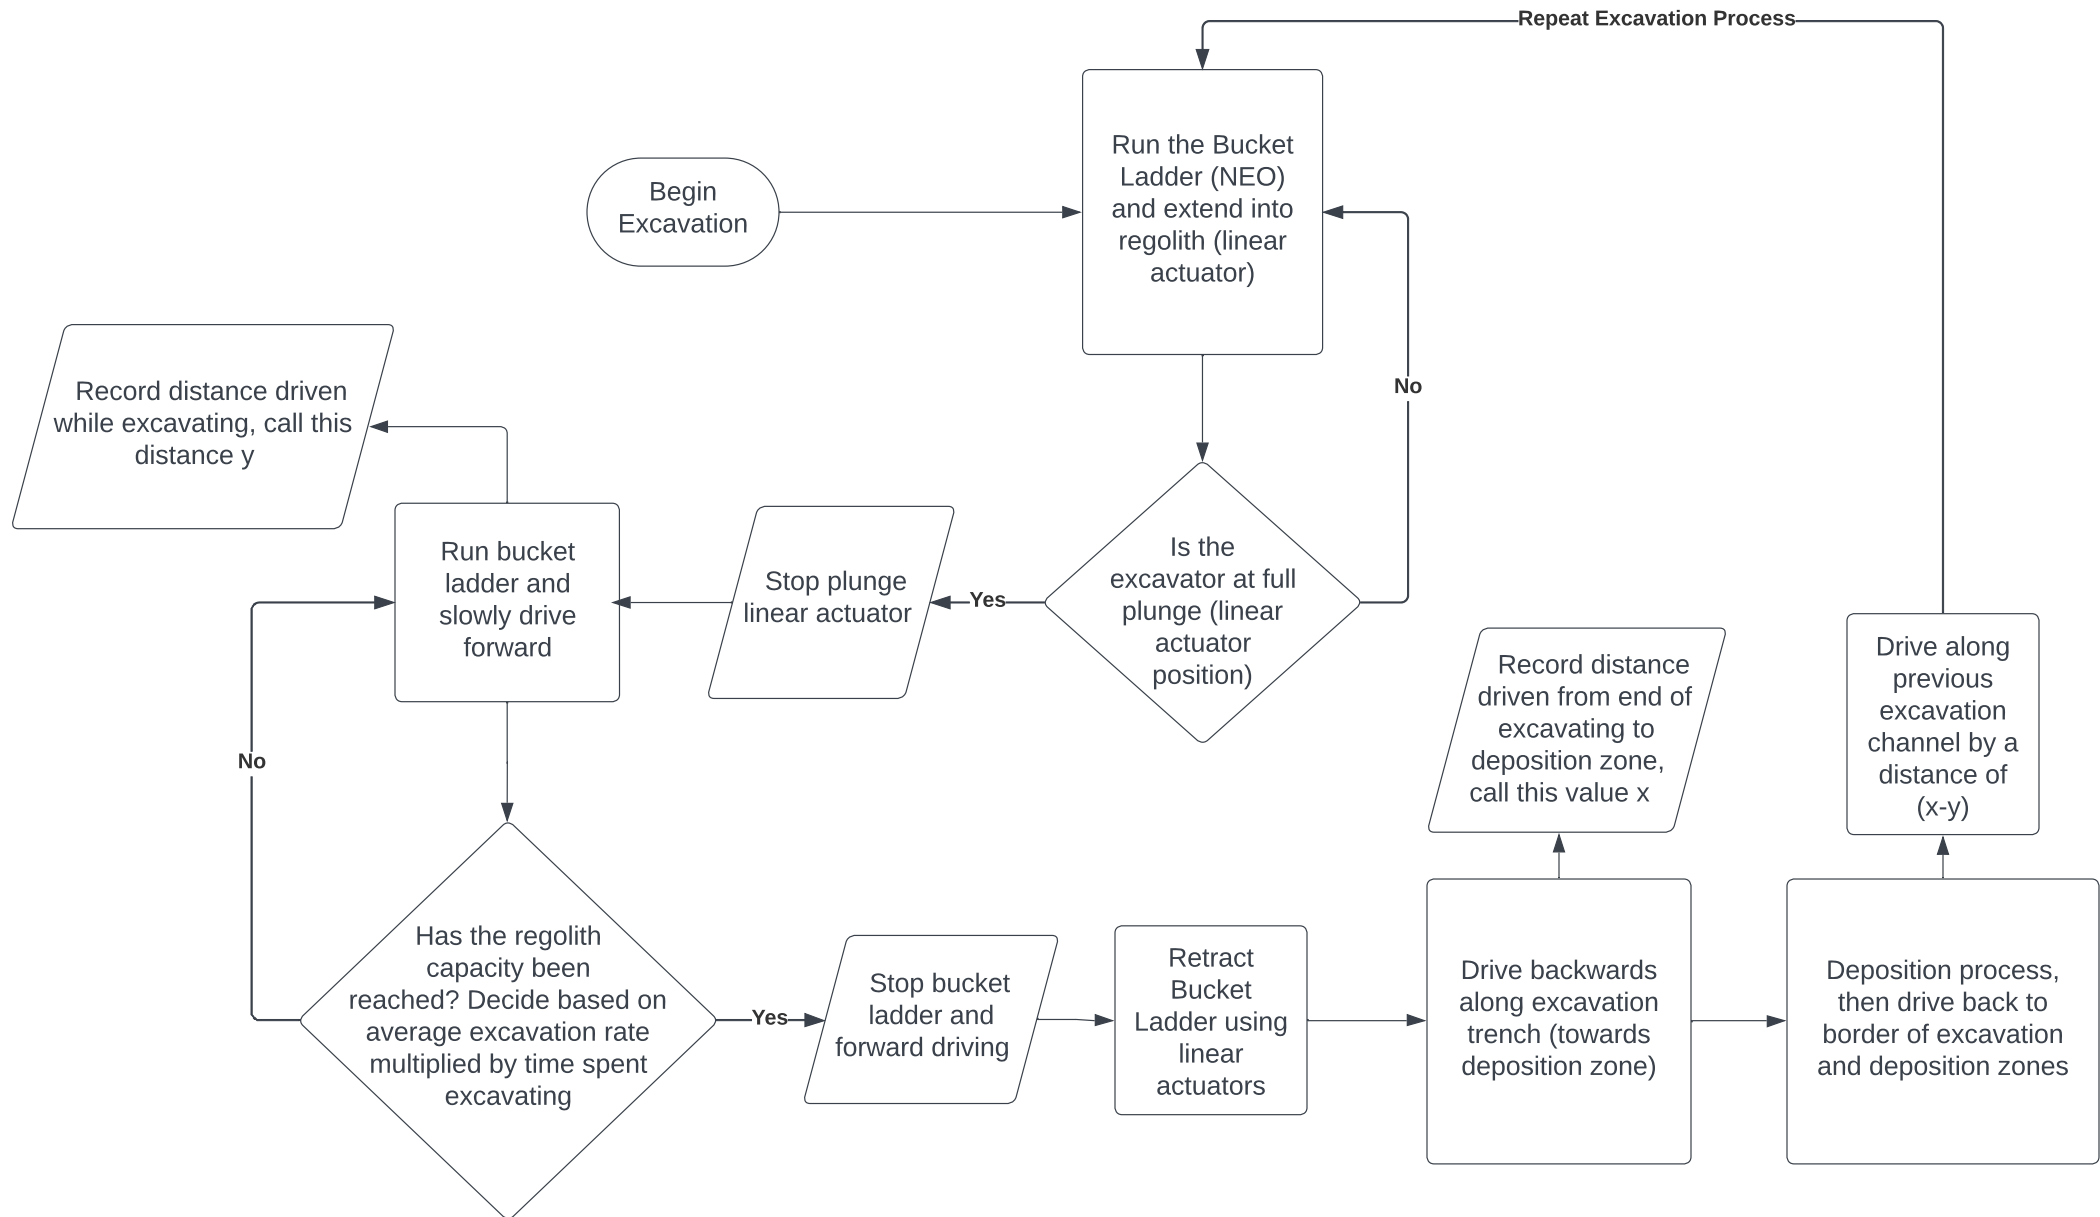 Repeat Excavation Process
Run the Bucket
Ladder (NEO)
and extend into
regolith (linear
actuator)
Begin
Excavation
No
Record distance driven
while excavating, call this
distance y
Is the
excavator at full
plunge (linear
actuator
position)
Yes
Stop plunge
linear actuator
Run bucket
ladder and
slowly drive
forward
No
Has the regolith
capacity been
reached? Decide based on
average excavation rate
multiplied by time spent
excavating
Yes
Stop bucket
ladder and
forward driving
Retract
Bucket
Ladder using
linear
actuators
Drive backwards
along excavation
trench (towards
deposition zone)
Record distance
driven from end of
excavating to
deposition zone,
call this value x
Deposition process,
then drive back to
border of excavation
and deposition zones
Drive along
previous
excavation
channel by a
distance of
(x-y)